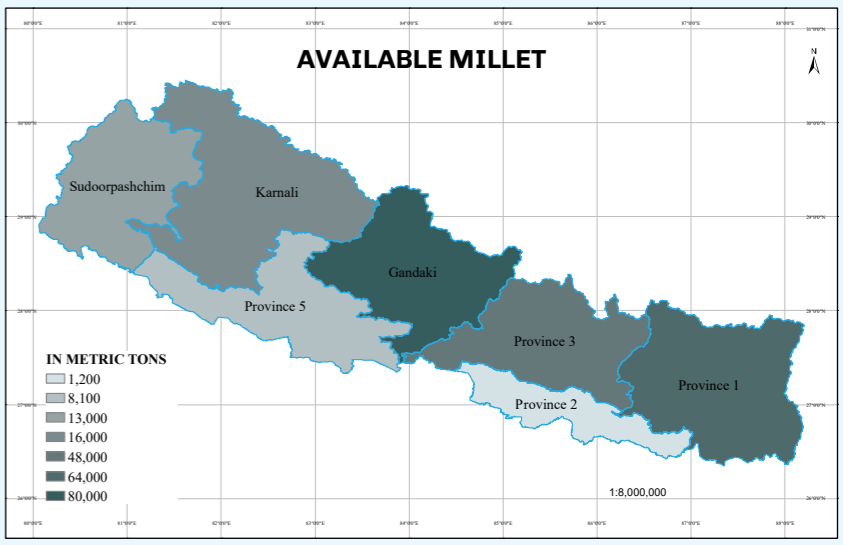 AVAILABLE MILLET
N
Sudoorpashchim
Karnali
Gandaki
Province 5
Province 3
Province 1
Province 2
IN METRIC TONS
1,200
8,100
13,000
16,000
48,000
64,000
80,000
1:8,000,000